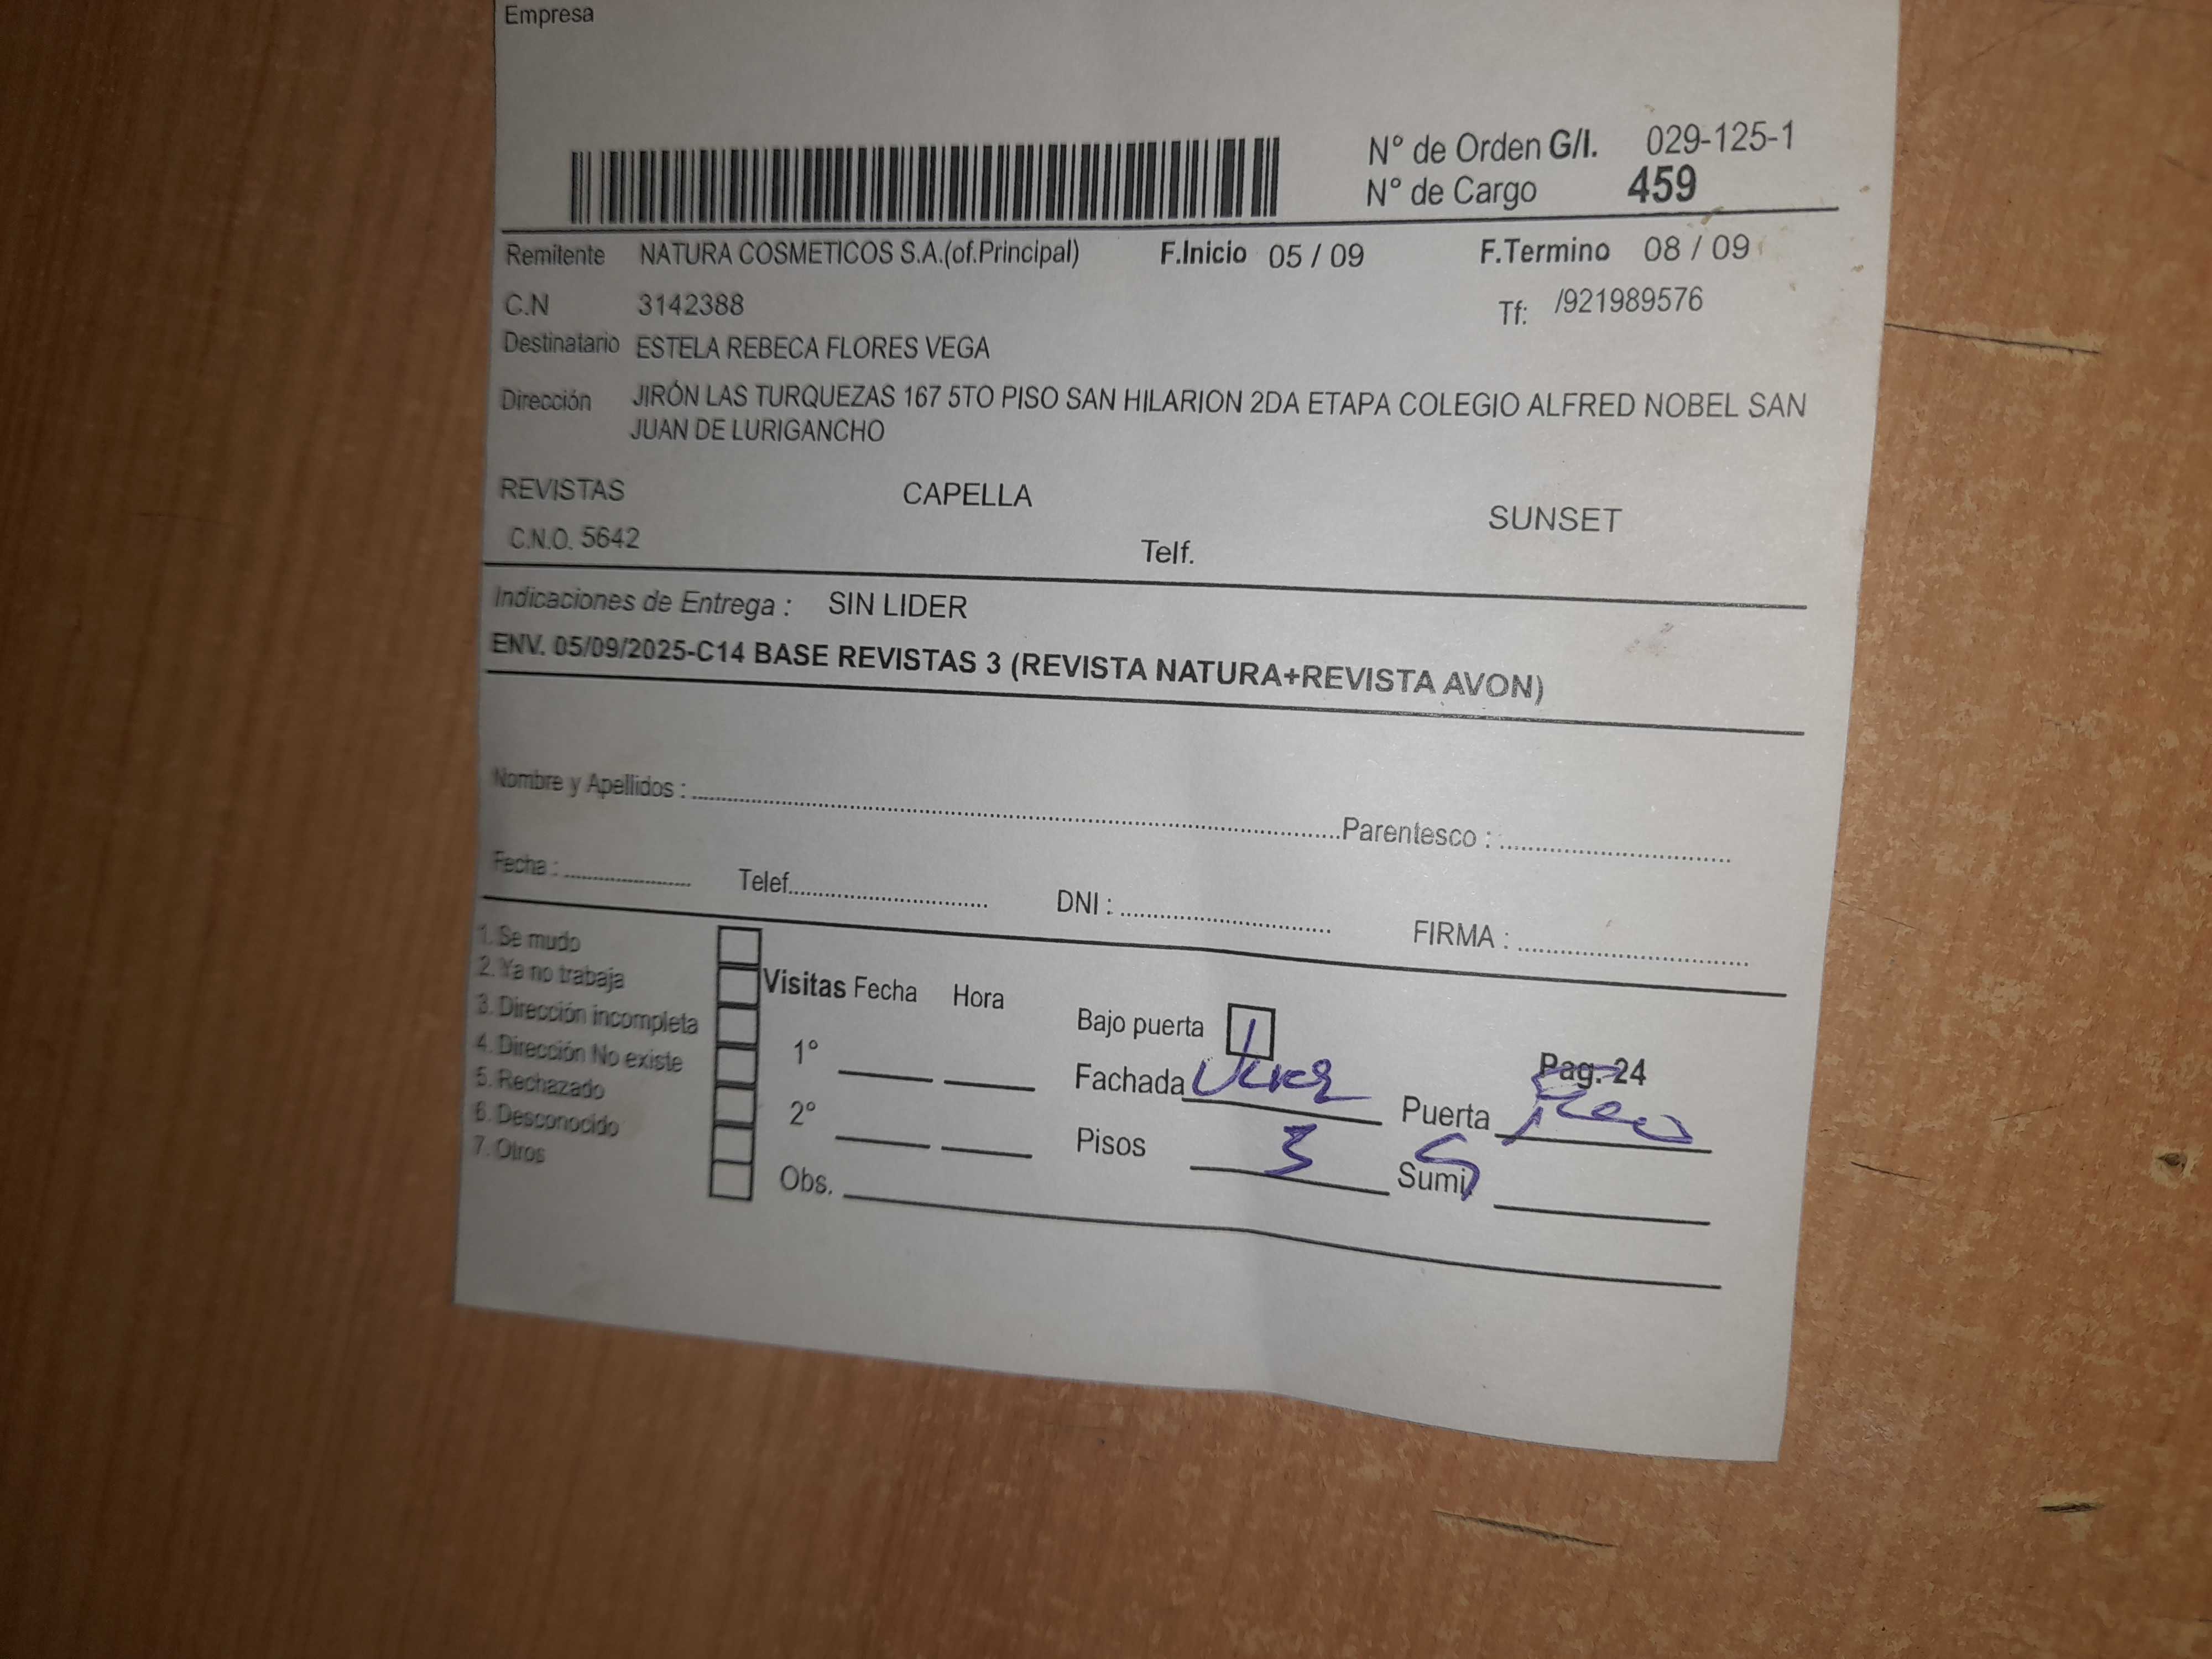 Empresa
N° de Orden G/I. 029-125-1
N° de Cargo 459
Remitente NATURA COSMETICOS S.A.(of.Principal) F.Inicio 05 / 09 F.Termino 08 / 09
C.N 3142388 Tf: /921989576
Destinatario ESTELA REBECA FLORES VEGA
Dirección JIRÓN LAS TURQUEZAS 167 5TO PISO SAN HILARION 2DA ETAPA COLEGIO ALFRED NOBEL SAN
JUAN DE LURIGANCHO
REVISTAS CAPELLA SUNSET
C.N.O. 5642 Telf.
Indicaciones de Entrega : SIN LIDER
ENV. 05/09/2025-C14 BASE REVISTAS 3 (REVISTA NATURA+REVISTA AVON)
Nombre y Apellidos : Parentesco :
Fecha : Telef. DNI : FIRMA :
1. Se mudo
2. Ya no trabaja
3. Dirección incompleta
4. Dirección No existe
5. Rechazado
6. Desconocido
7. Otros
Visitas Fecha Hora
1°
2°
Obs.
Bajo puerta
Pag. 24
Fachada Puerta
Pisos 3 Sumi.